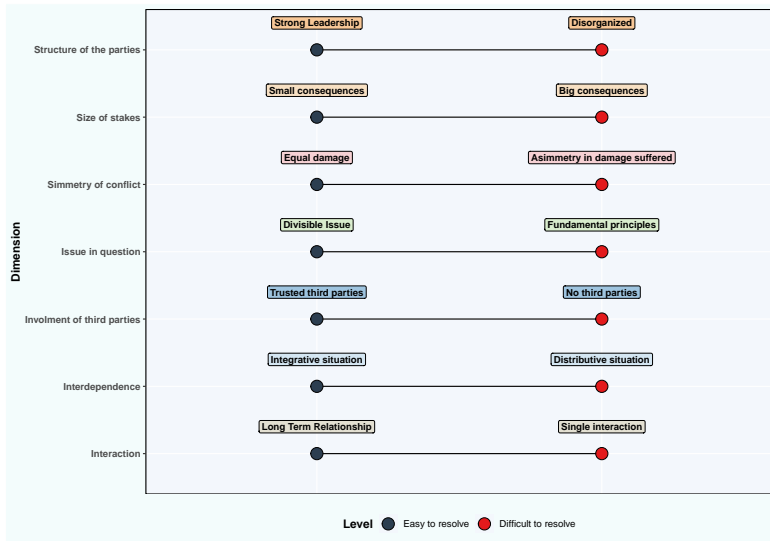 Strong Leadership Disorganized
Structure of the parties
Small consequences Big consequences
Size of stakes
Equal damage Asimmetry in damage suffered
Simmetry of conflict
Divisible Issue Fundamental principles
Issue in question
Trusted third parties No third parties
Involment of third parties
Integrative situation Distributive situation
Interdependence
Long Term Relationship Single interaction
Interaction
Dimension
Level Easy to resolve Difficult to resolve